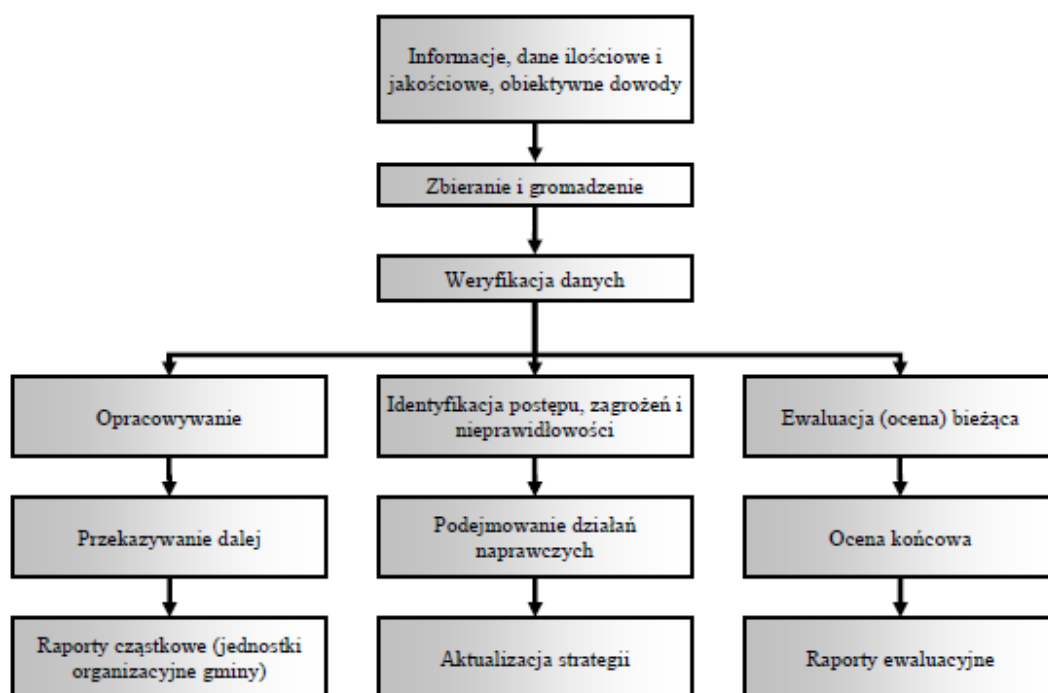 Informacje, dane ilościowe i
jakościowe, obiektywne dowody
Zbieranie i gromadzenie
Weryfikacja danych
Opracowywanie
Identyfikacja postępu, zagrożeń i
nieprawidłowości
Ewaluacja (ocena) bieżąca
Przekazywanie dalej
Podejmowanie działań
naprawczych
Ocena końcowa
Raporty cząstkowe (jednostki
organizacyjne gminy)
Aktualizacja strategii
Raporty ewaluacyjne